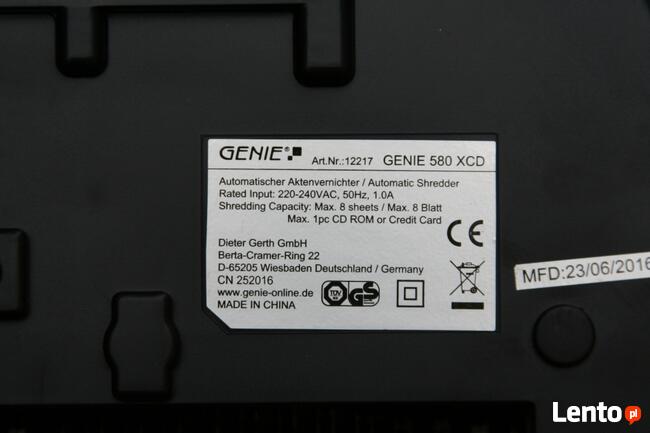 GENIE® Art.Nr.:12217 GENIE 580 XCD
Automatischer Aktenvernichter / Automatic Shredder
Rated Input: 220-240VAC, 50Hz, 1.0A
Shredding Capacity: Max. 8 sheets / Max. 8 Blatt
Max. 1pc CD ROM or Credit Card
CE
Dieter Gerth GmbH
Berta-Cramer-Ring 22
D-65205 Wiesbaden Deutschland / Germany
CN 252016
www.genie-online.de
MADE IN CHINA
TÜV GS
MFD:23/06/2016
Lento.pl